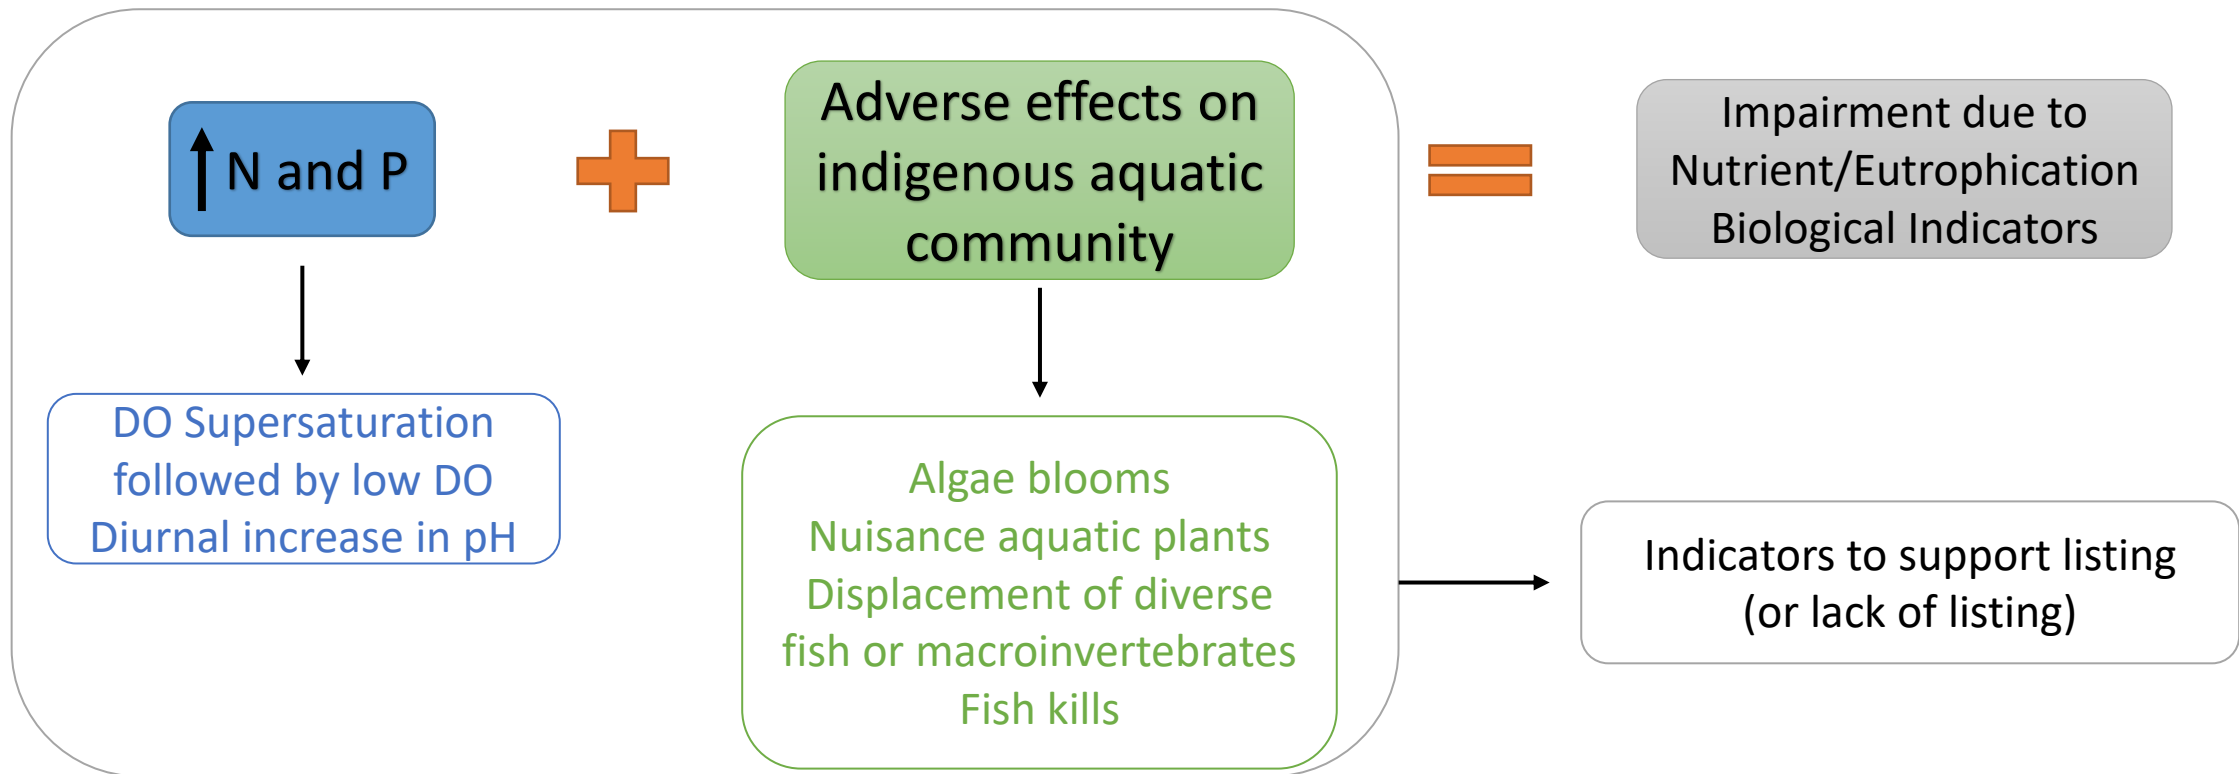 N and P
Adverse effects on
indigenous aquatic
community
Impairment due to
Nutrient/Eutrophication
Biological Indicators
DO Supersaturation
followed by low DO
Diurnal increase in pH
Algae blooms
Nuisance aquatic plants
Displacement of diverse
fish or macroinvertebrates
Fish kills
Indicators to support listing
(or lack of listing)